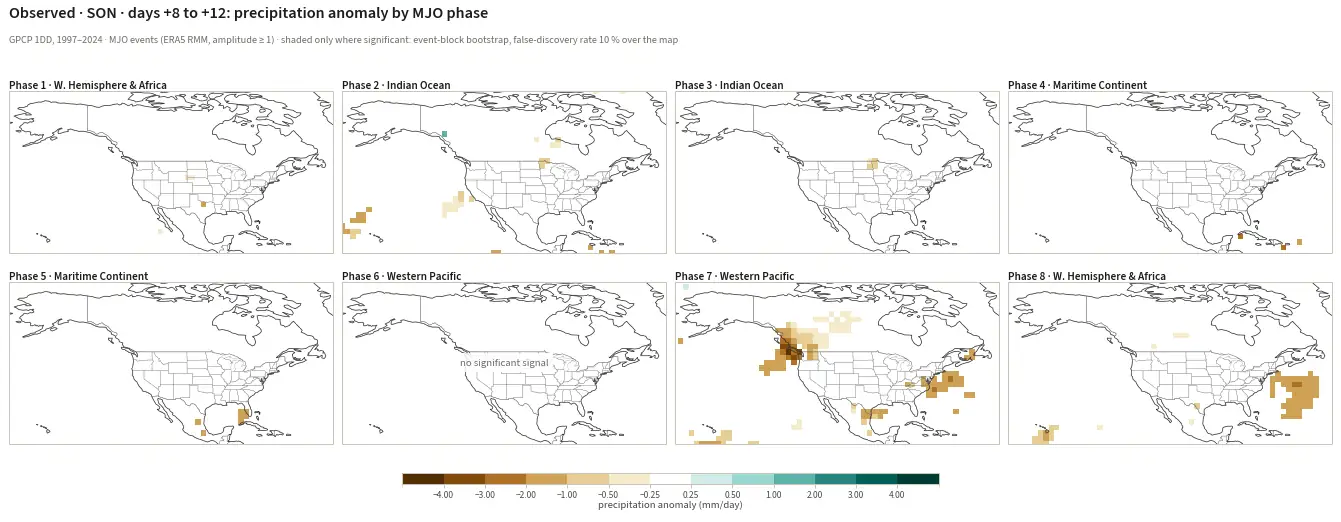 Observed · SON · days +8 to +12: precipitation anomaly by MJO phase
GPCP 1DD, 1997–2024 · MJO events (ERA5 RMM, amplitude ≥ 1) · shaded only where significant: event-block bootstrap, false-discovery rate 10 % over the map
Phase 1 · W. Hemisphere & Africa
Phase 2 · Indian Ocean
Phase 3 · Indian Ocean
Phase 4 · Maritime Continent
Phase 5 · Maritime Continent
Phase 6 · Western Pacific
Phase 7 · Western Pacific
Phase 8 · W. Hemisphere & Africa
no significant signal
−4.00 −3.00 −2.00 −1.00 −0.50 −0.25 0.25 0.50 1.00 2.00 3.00 4.00
precipitation anomaly (mm/day)